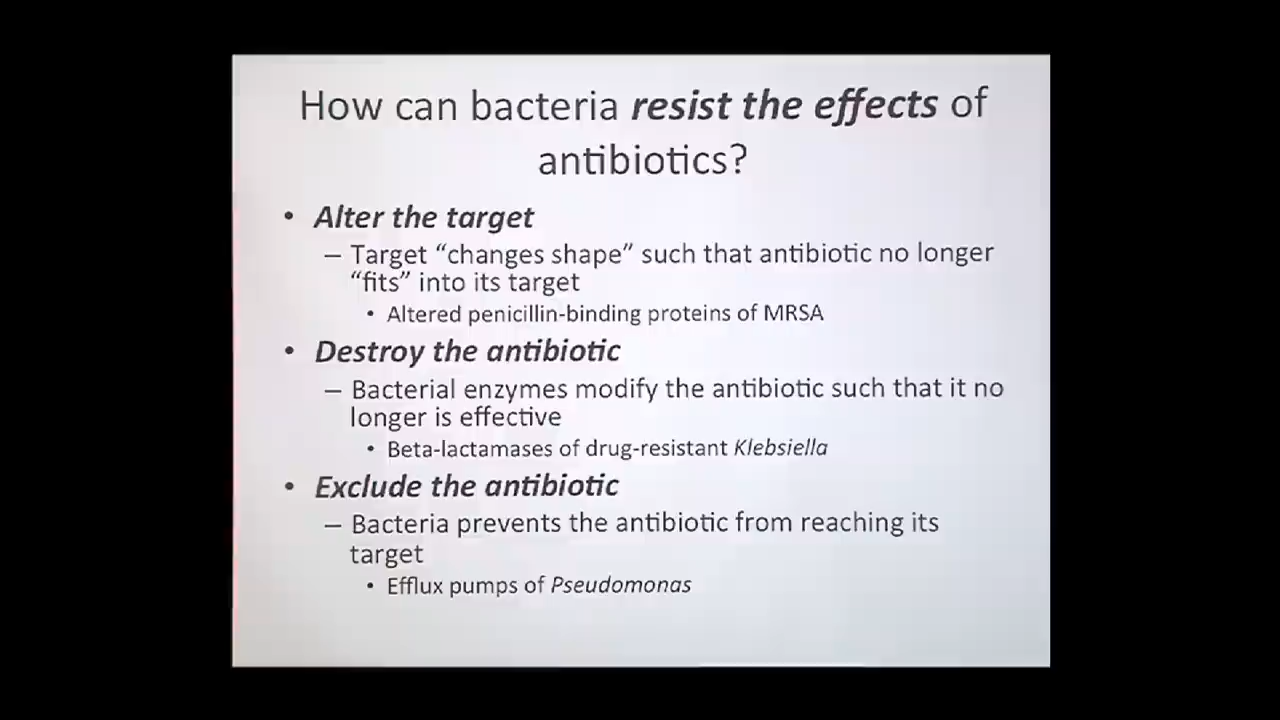 How can bacteria resist the effects of
antibiotics?
• Alter the target
– Target “changes shape” such that antibiotic no longer
“fits” into its target
• Altered penicillin-binding proteins of MRSA
• Destroy the antibiotic
– Bacterial enzymes modify the antibiotic such that it no
longer is effective
• Beta-lactamases of drug-resistant Klebsiella
• Exclude the antibiotic
– Bacteria prevents the antibiotic from reaching its
target
• Efflux pumps of Pseudomonas